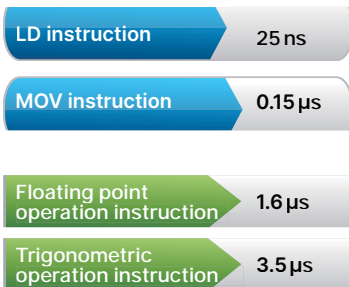 LD instruction 25 ns
MOV instruction 0.15 µs
Floating point
operation instruction 1.6 µs
Trigonometric
operation instruction 3.5 µs